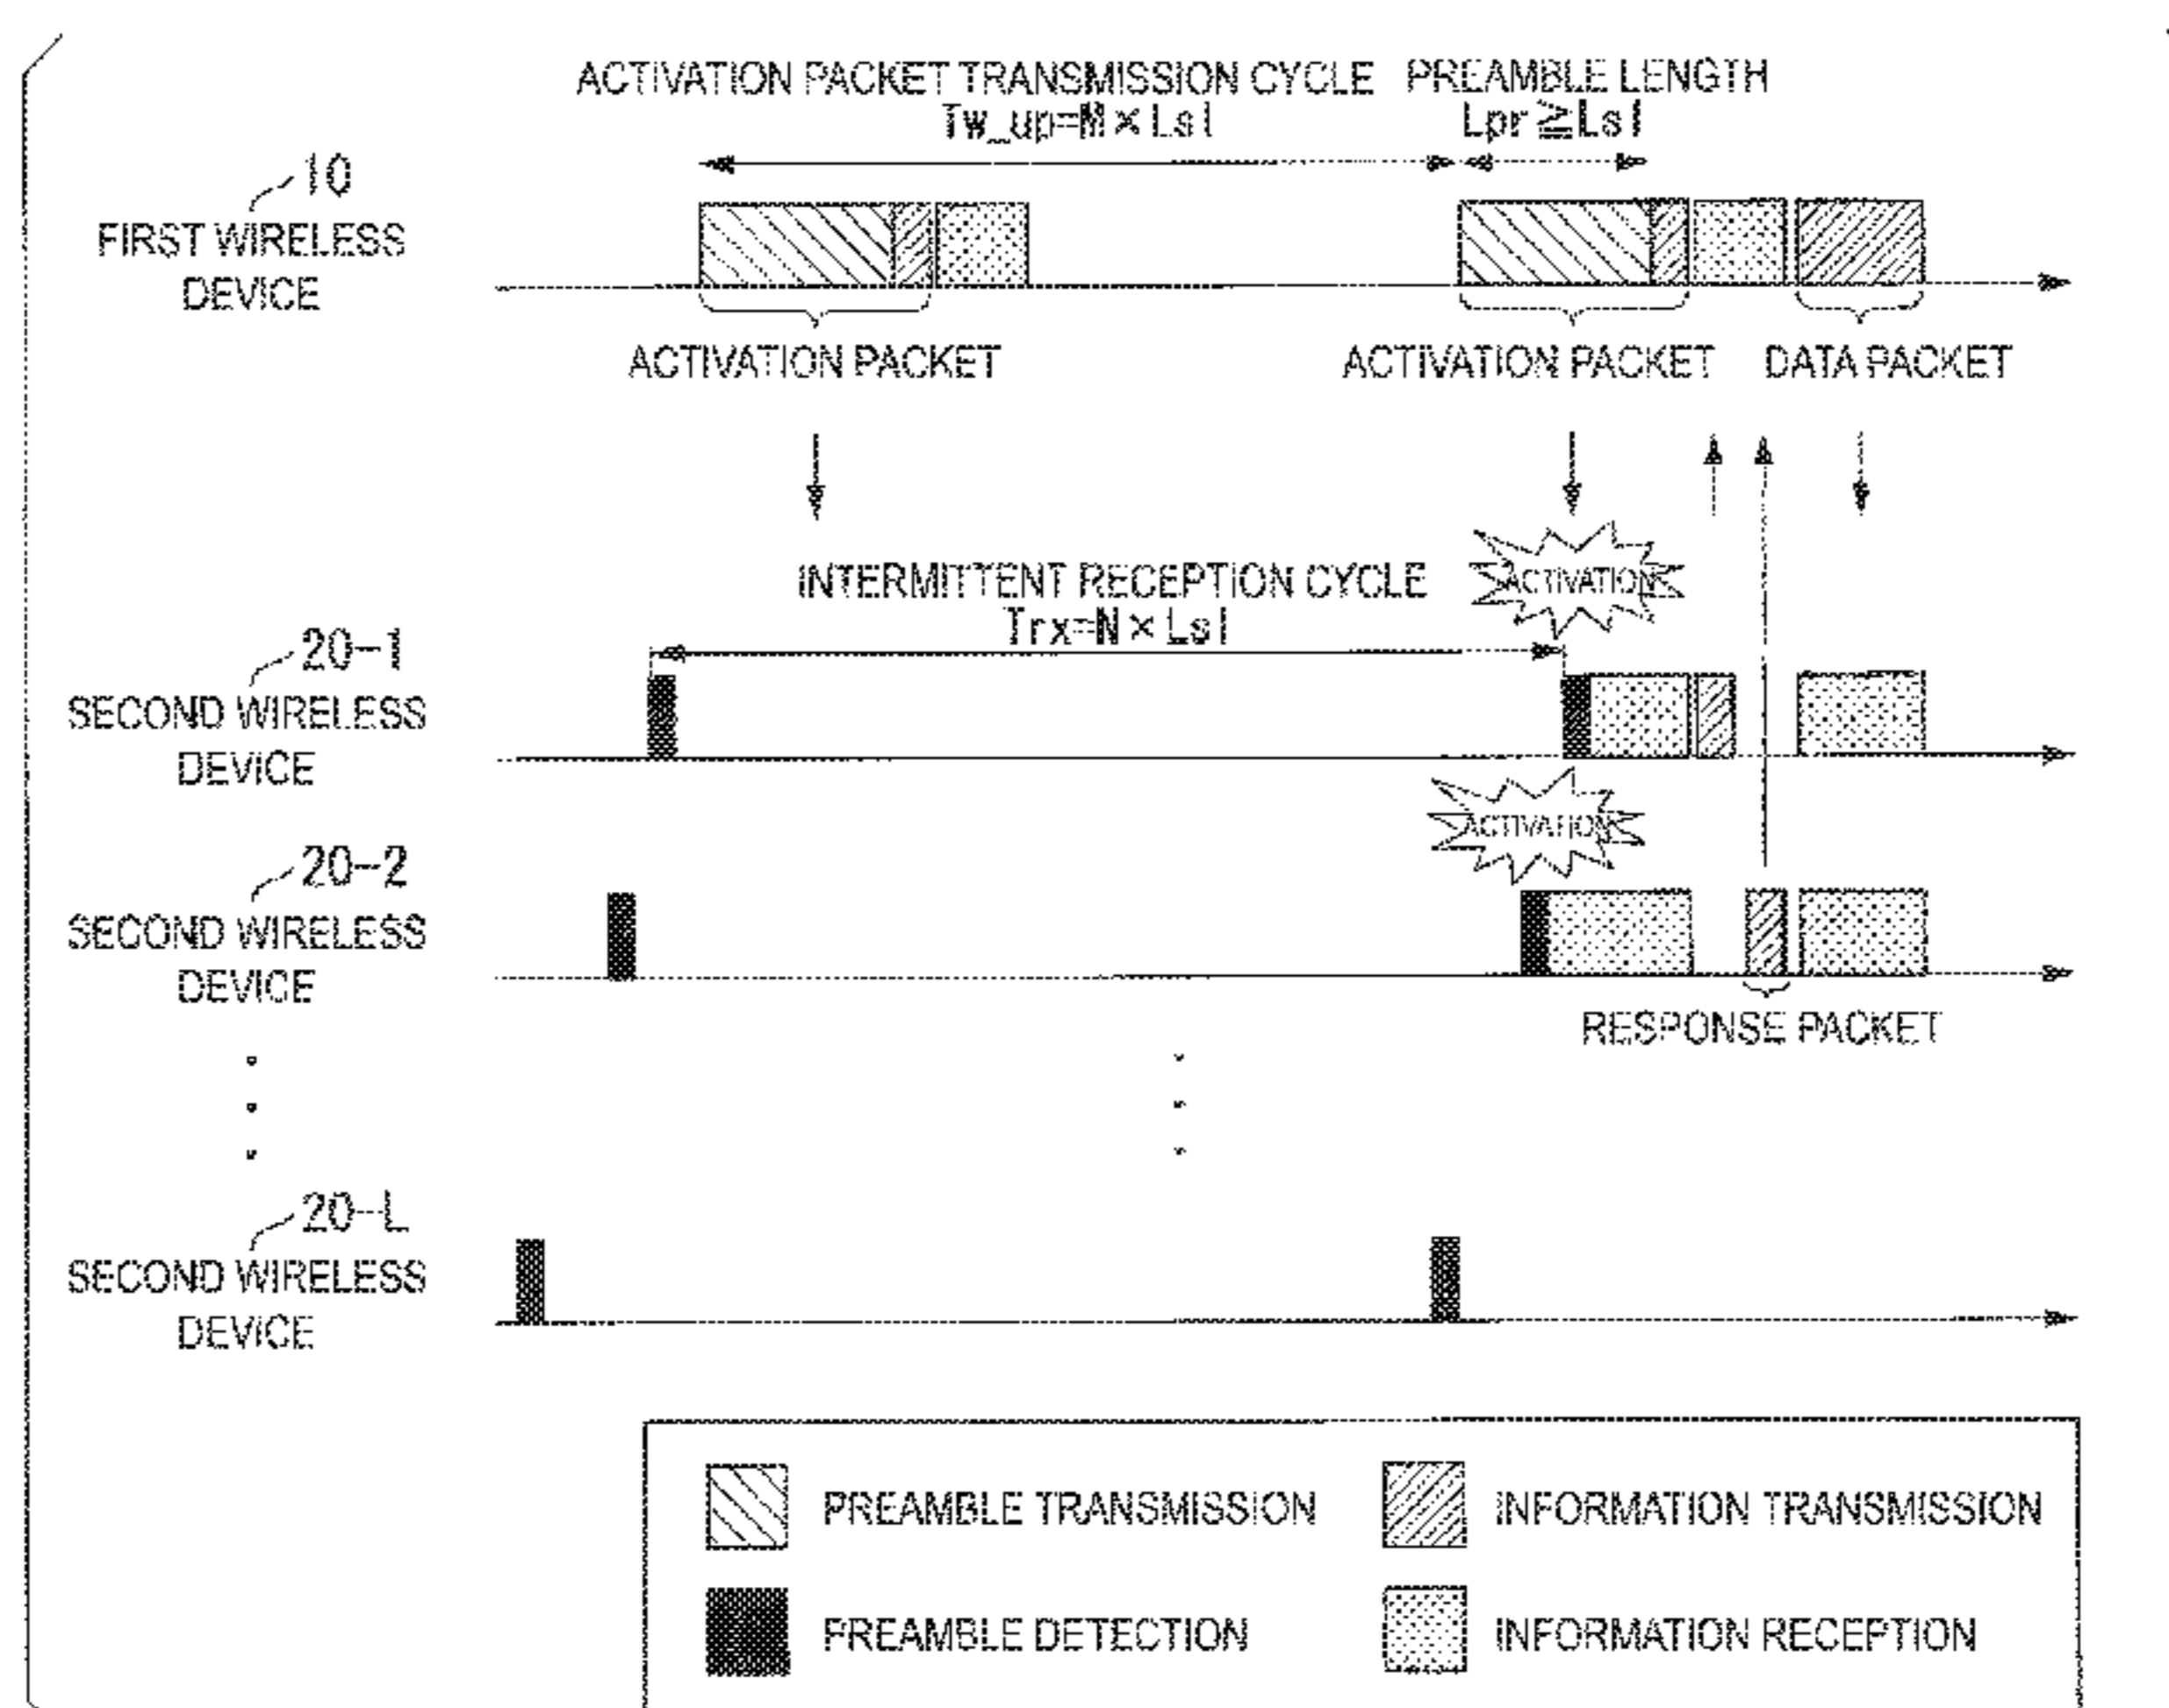 ACTIVATION PACKET TRANSMISSION CYCLE
Tw_up=M×Lsl
PREAMBLE LENGTH
Lpr≧Lsl
10
FIRST WIRELESS
DEVICE
ACTIVATION PACKET
ACTIVATION PACKET
DATA PACKET
INTERMITTENT RECEPTION CYCLE
Trx=N×Lsl
ACTIVATION
20-1
SECOND WIRELESS
DEVICE
ACTIVATION
20-2
SECOND WIRELESS
DEVICE
RESPONSE PACKET
20-L
SECOND WIRELESS
DEVICE
PREAMBLE TRANSMISSION
INFORMATION TRANSMISSION
PREAMBLE DETECTION
INFORMATION RECEPTION